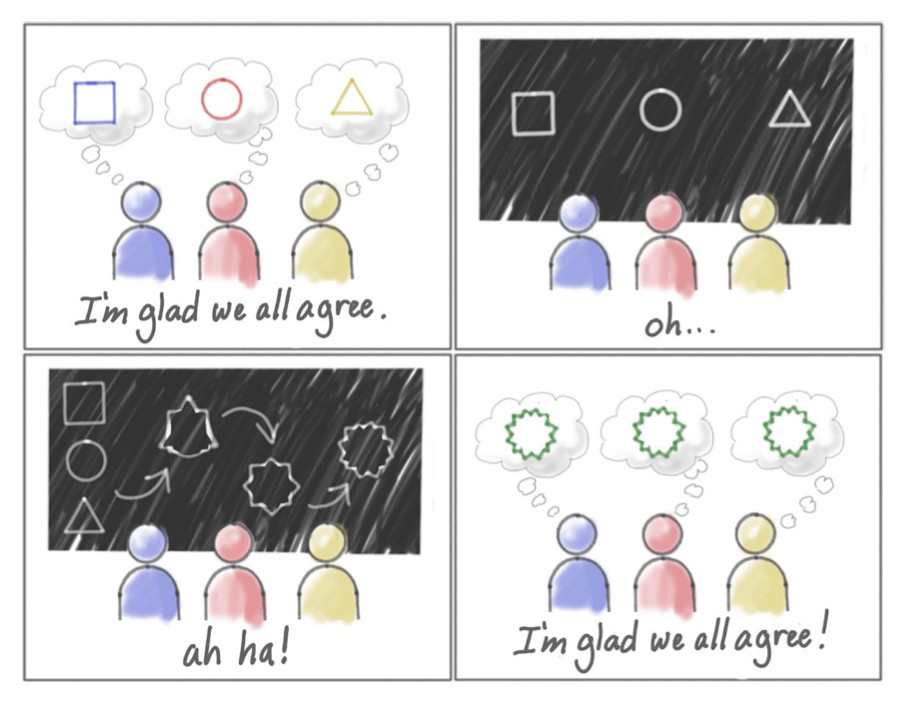 I'm glad we all agree.
oh...
ah ha!
I'm glad we all agree!